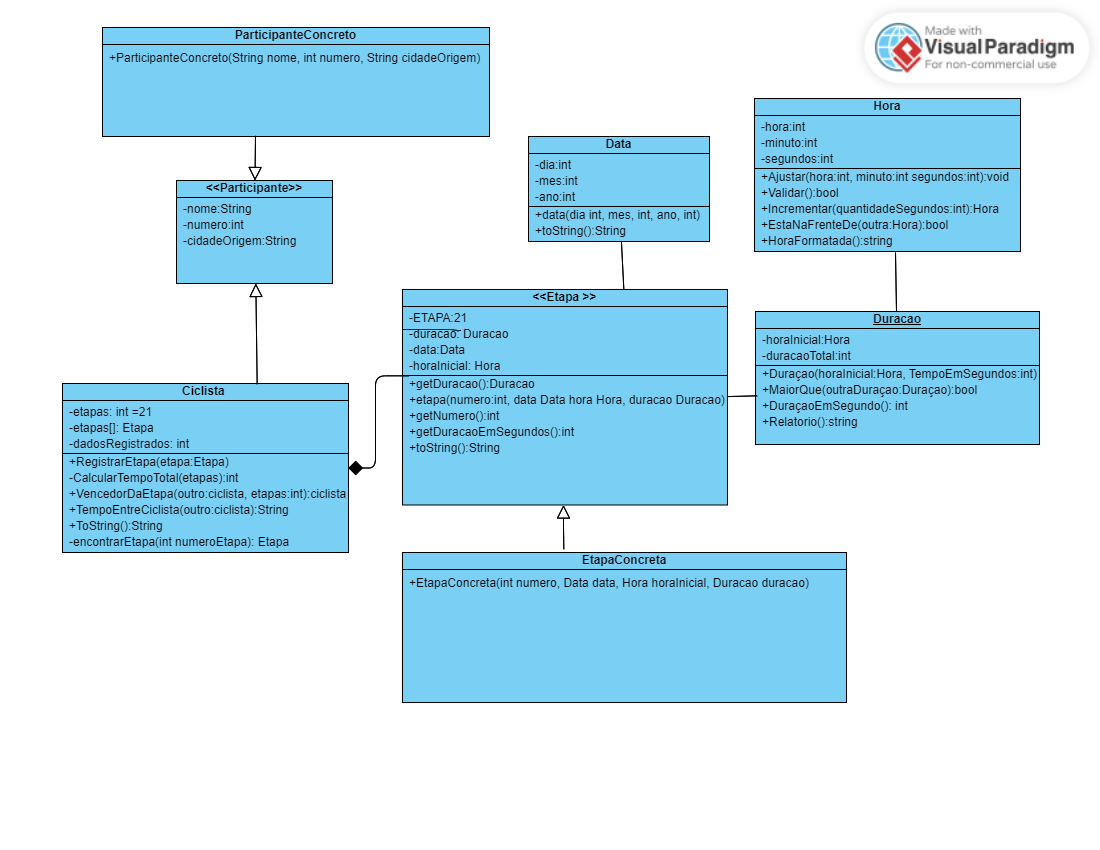 Made with
Visual Paradigm
For non-commercial use
ParticipanteConcreto
+ParticipanteConcreto(String nome, int numero, String cidadeOrigem)
<<Participante>>
-nome:String
-numero:int
-cidadeOrigem:String
Data
-dia:int
-mes:int
-ano:int
+data(dia int, mes, int, ano, int)
+toString():String
Hora
-hora:int
-minuto:int
-segundos:int
+Ajustar(hora:int, minuto:int segundos:int):void
+Validar():bool
+Incrementar(quantidadeSegundos:int):Hora
+EstaNaFrenteDe(outra:Hora):bool
+HoraFormatada():string
<<Etapa >>
-ETAPA:21
-duracao: Duracao
-data:Data
-horaInicial: Hora
+getDuracao():Duracao
+etapa(numero:int, data Data hora Hora, duracao Duracao)
+getNumero():int
+getDuracaoEmSegundos():int
+toString():String
Duracao
-horaInicial:Hora
-duracaoTotal:int
+Duraçao(horaInicial:Hora, TempoEmSegundos:int)
+MaiorQue(outraDuraçao:Duraçao):bool
+DuraçaoEmSegundo(): int
+Relatorio():string
Ciclista
-etapas: int =21
-etapas[]: Etapa
-dadosRegistrados: int
+RegistrarEtapa(etapa:Etapa)
-CalcularTempoTotal(etapas):int
+VencedorDaEtapa(outro:ciclista, etapas:int):ciclista
+TempoEntreCiclista(outro:ciclista):String
+ToString():String
-encontrarEtapa(int numeroEtapa): Etapa
EtapaConcreta
+EtapaConcreta(int numero, Data data, Hora horaInicial, Duracao duracao)